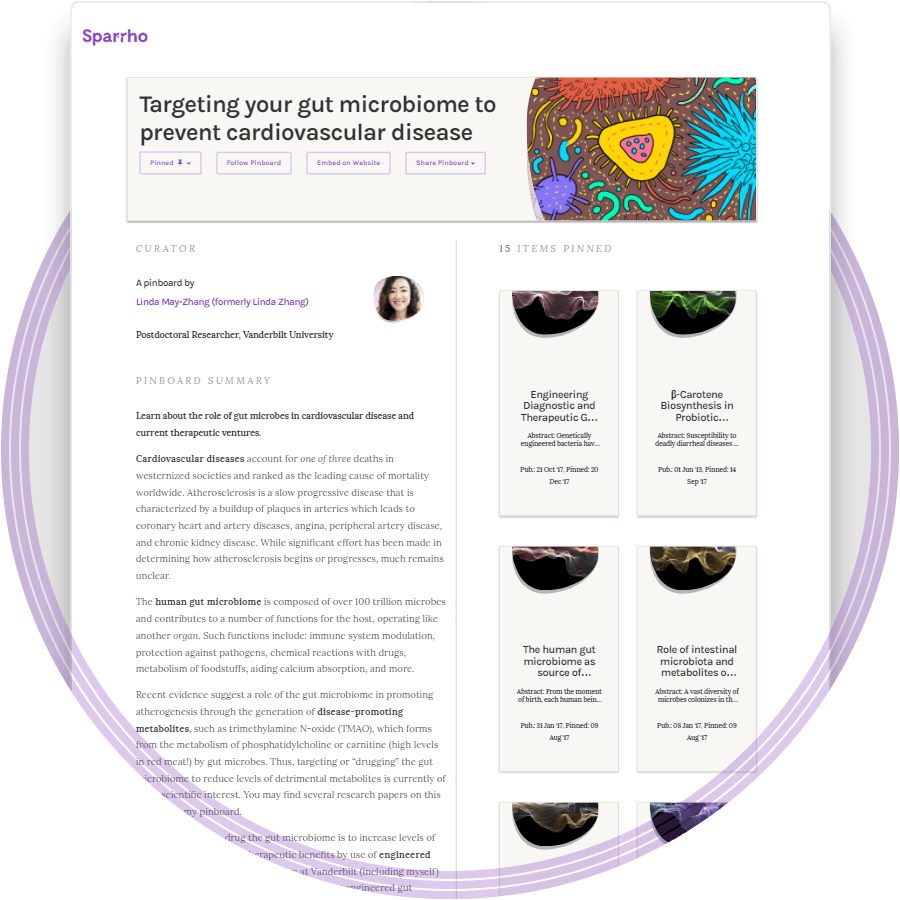 Sparrho
Targeting your gut microbiome to
prevent cardiovascular disease
Pinned
Follow Pinboard
Embed on Website
Share Pinboard
CURATOR
A pinboard by
Linda May-Zhang (formerly Linda Zhang)
Postdoctoral Researcher, Vanderbilt University
PINBOARD SUMMARY
Learn about the role of gut microbes in cardiovascular disease and
current therapeutic ventures.
Cardiovascular diseases account for one of three deaths in
westernized societies and ranked as the leading cause of mortality
worldwide. Atherosclerosis is a slow progressive disease that is
characterized by a buildup of plaques in arteries which leads to
coronary heart and artery diseases, angina, peripheral artery disease,
and chronic kidney disease. While significant effort has been made in
determining how atherosclerosis begins or progresses, much remains
unclear.
The human gut microbiome is composed of over 100 trillion microbes
and contributes to a number of functions for the host, operating like
another organ. Such functions include: immune system modulation,
protection against pathogens, chemical reactions with drugs,
metabolism of foodstuffs, aiding calcium absorption, and more.
Recent evidence suggest a role of the gut microbiome in promoting
atherogenesis through the generation of disease-promoting
metabolites, such as trimethylamine N-oxide (TMAO), which forms
from the metabolism of phosphatidylcholine or carnitine (high levels
in red meat!) by gut microbes. Thus, targeting or “drugging” the gut
microbiome to reduce levels of detrimental metabolites is currently of
scientific interest. You may find several research papers on this
my pinboard.
drug the gut microbiome is to increase levels of
benefits by use of engineered
at Vanderbilt (including myself)
gut
15 ITEMS PINNED
Engineering
Diagnostic and
Therapeutic G...
Abstract: Genetically
engineered bacteria hav...
Pub.: 21 Oct '17, Pinned: 20
Dec '17
β-Carotene
Biosynthesis in
Probiotic...
Abstract: Susceptibility to
deadly diarrheal diseases ...
Pub.: 01 Jun '13, Pinned: 14
Sep '17
The human gut
microbiome as
source of...
Abstract: From the moment
of birth, each human bein...
Pub.: 31 Jan '17, Pinned: 09
Aug '17
Role of intestinal
microbiota and
metabolites o...
Abstract: A vast diversity of
microbes colonizes in th...
Pub.: 08 Jan '17, Pinned: 09
Aug '17